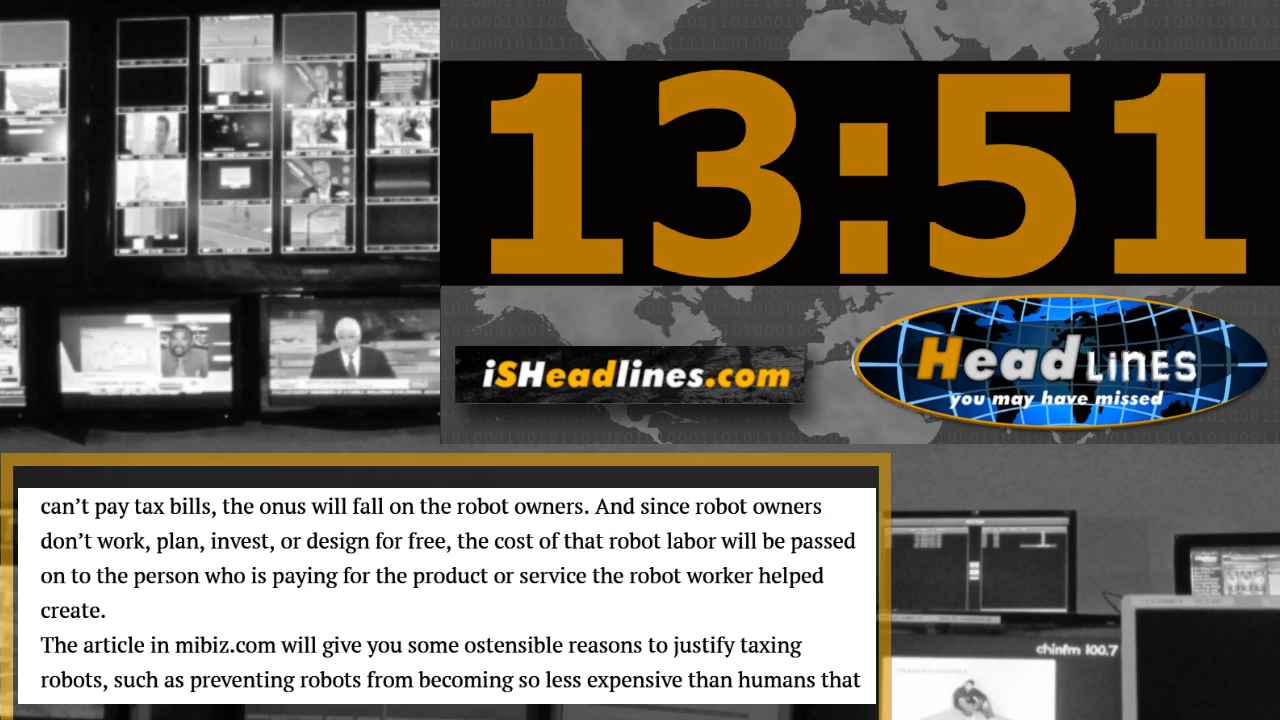 13:51
iSHeadlines.com
HeadLINES
you may have missed
can’t pay tax bills, the onus will fall on the robot owners. And since robot owners
don’t work, plan, invest, or design for free, the cost of that robot labor will be passed
on to the person who is paying for the product or service the robot worker helped
create.
The article in mibiz.com will give you some ostensible reasons to justify taxing
robots, such as preventing robots from becoming so less expensive than humans that
chinfm 100.7